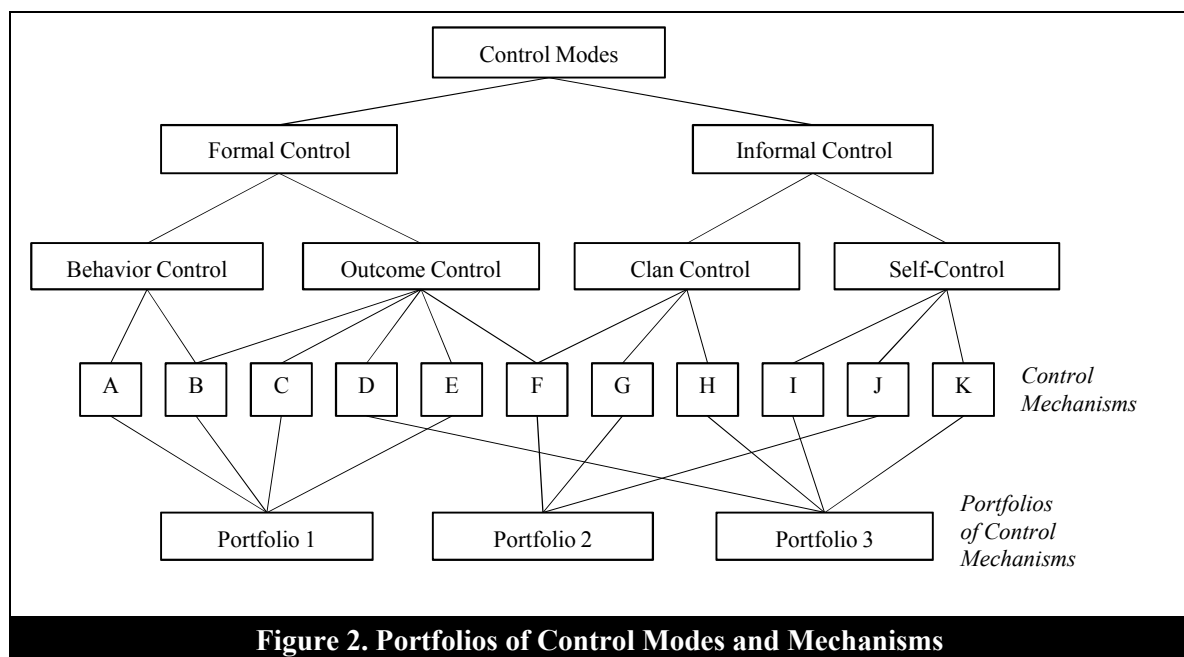 Control Modes
Formal Control
Informal Control
Behavior Control
Outcome Control
Clan Control
Self-Control
A
B
C
D
E
F
G
H
I
J
K
Control
Mechanisms
Portfolio 1
Portfolio 2
Portfolio 3
Portfolios
of Control
Mechanisms
Figure 2. Portfolios of Control Modes and Mechanisms